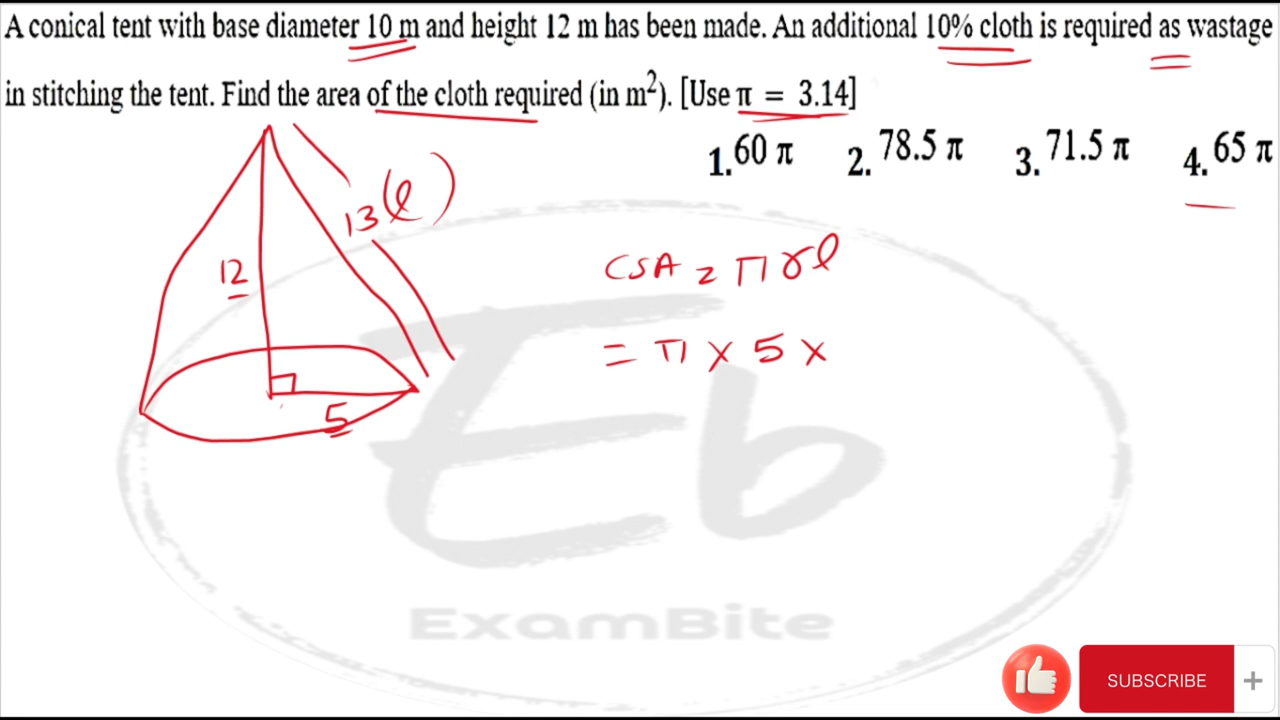 A conical tent with base diameter 10 m and height 12 m has been made. An additional 10% cloth is required as wastage
in stitching the tent. Find the area of the cloth required (in m²). [Use π = 3.14]
1. 60 π 2. 78.5 π 3. 71.5 π 4. 65 π
13 (l)
12
5
CSA = πrl
= π × 5 ×
Eb
ExamBite
SUBSCRIBE +